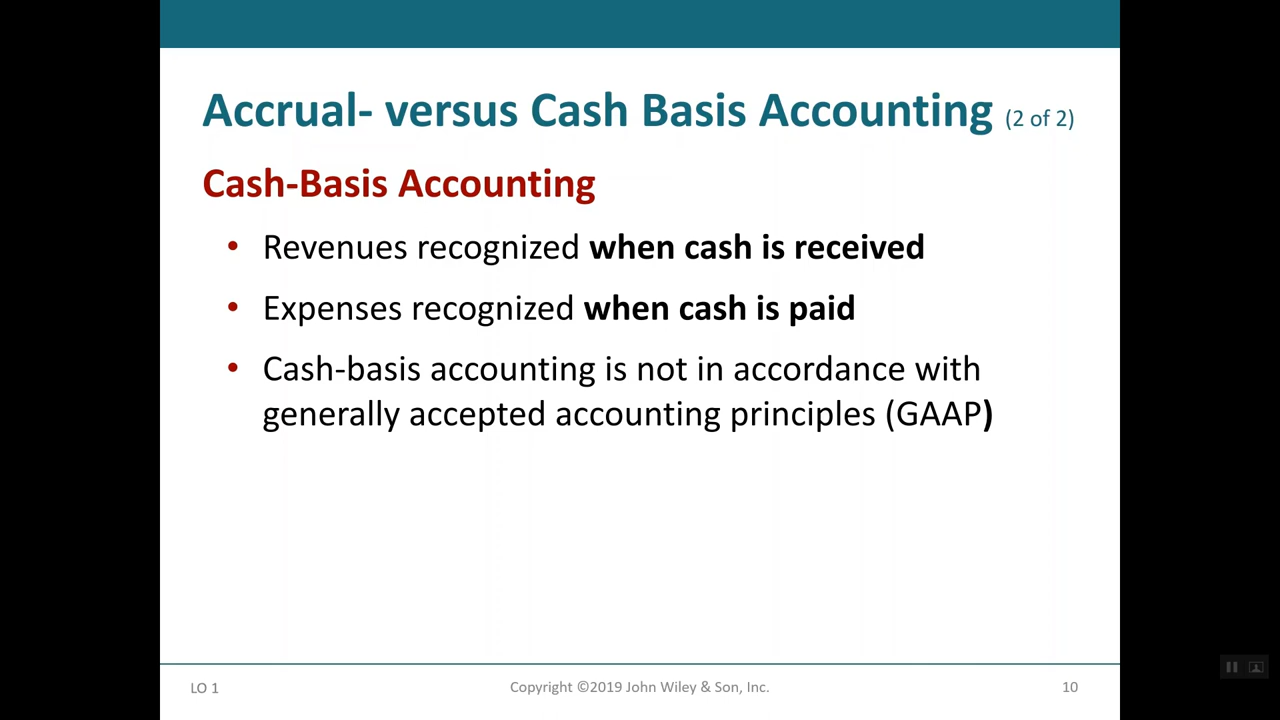 Accrual- versus Cash Basis Accounting (2 of 2)
Cash-Basis Accounting
• Revenues recognized when cash is received
• Expenses recognized when cash is paid
• Cash-basis accounting is not in accordance with
generally accepted accounting principles (GAAP)
LO 1
Copyright ©2019 John Wiley & Son, Inc.
10